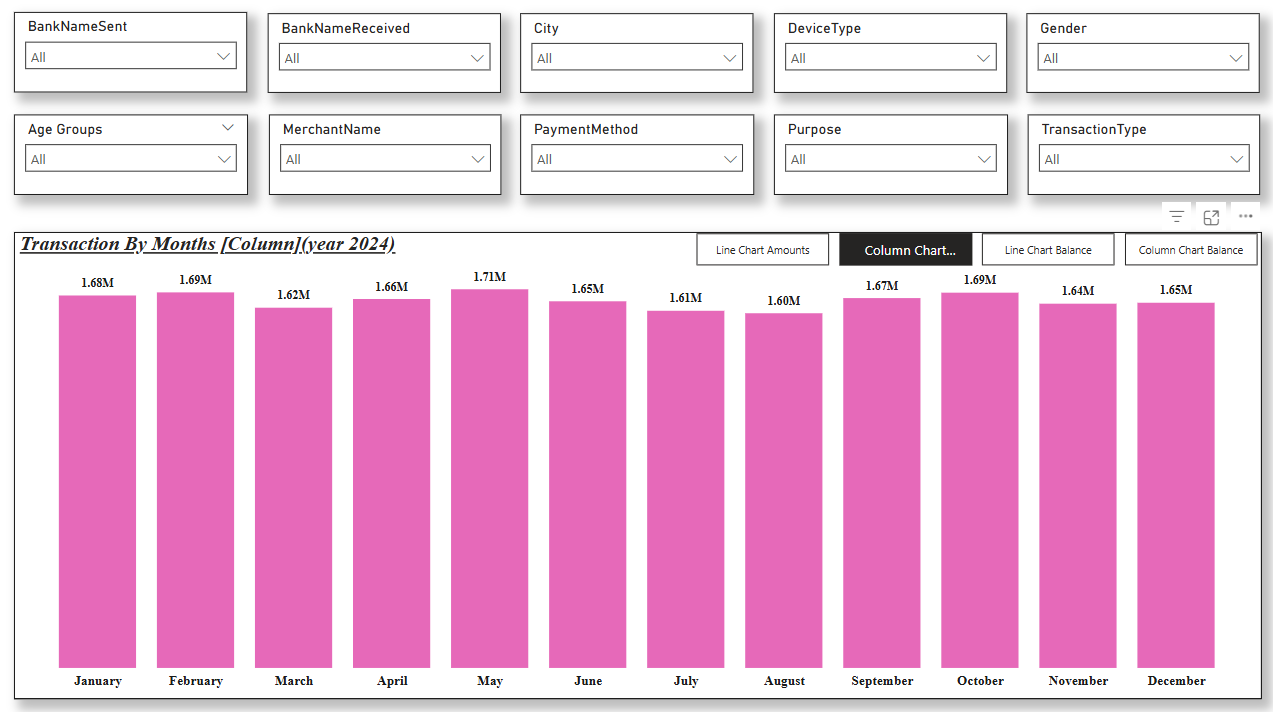 BankNameSent
All
BankNameReceived
All
City
All
DeviceType
All
Gender
All
Age Groups
All
MerchantName
All
PaymentMethod
All
Purpose
All
TransactionType
All
Transaction By Months [Column](year 2024)
Line Chart Amounts
Column Chart...
Line Chart Balance
Column Chart Balance
1.68M
1.69M
1.62M
1.66M
1.71M
1.65M
1.61M
1.60M
1.67M
1.69M
1.64M
1.65M
January
February
March
April
May
June
July
August
September
October
November
December